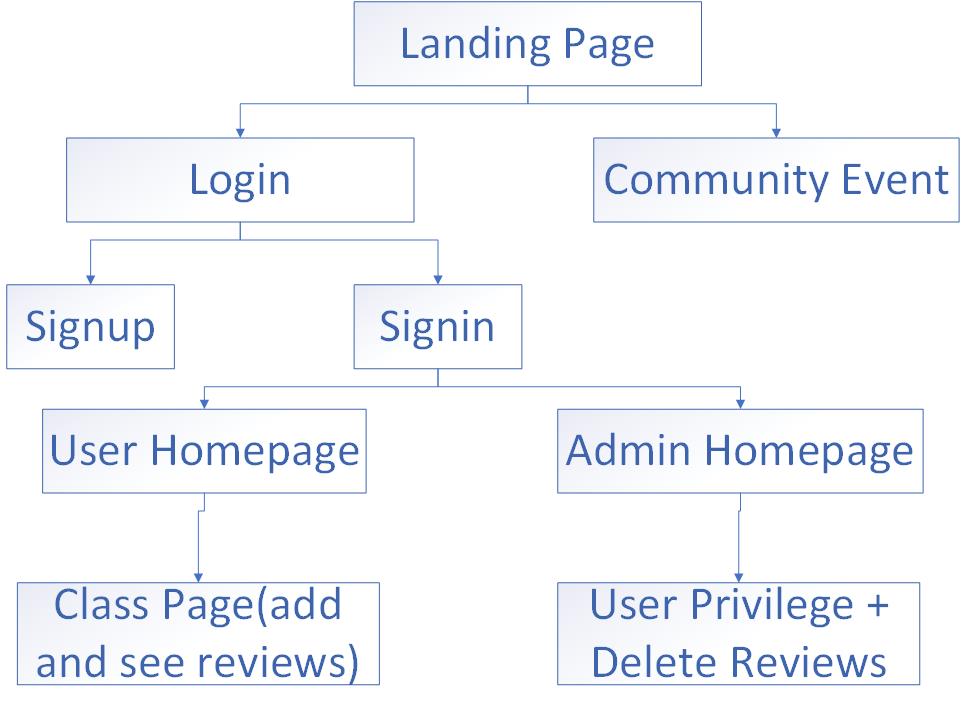 Landing Page
Login
Community Event
Signup
Signin
User Homepage
Admin Homepage
Class Page(add
and see reviews)
User Privilege +
Delete Reviews